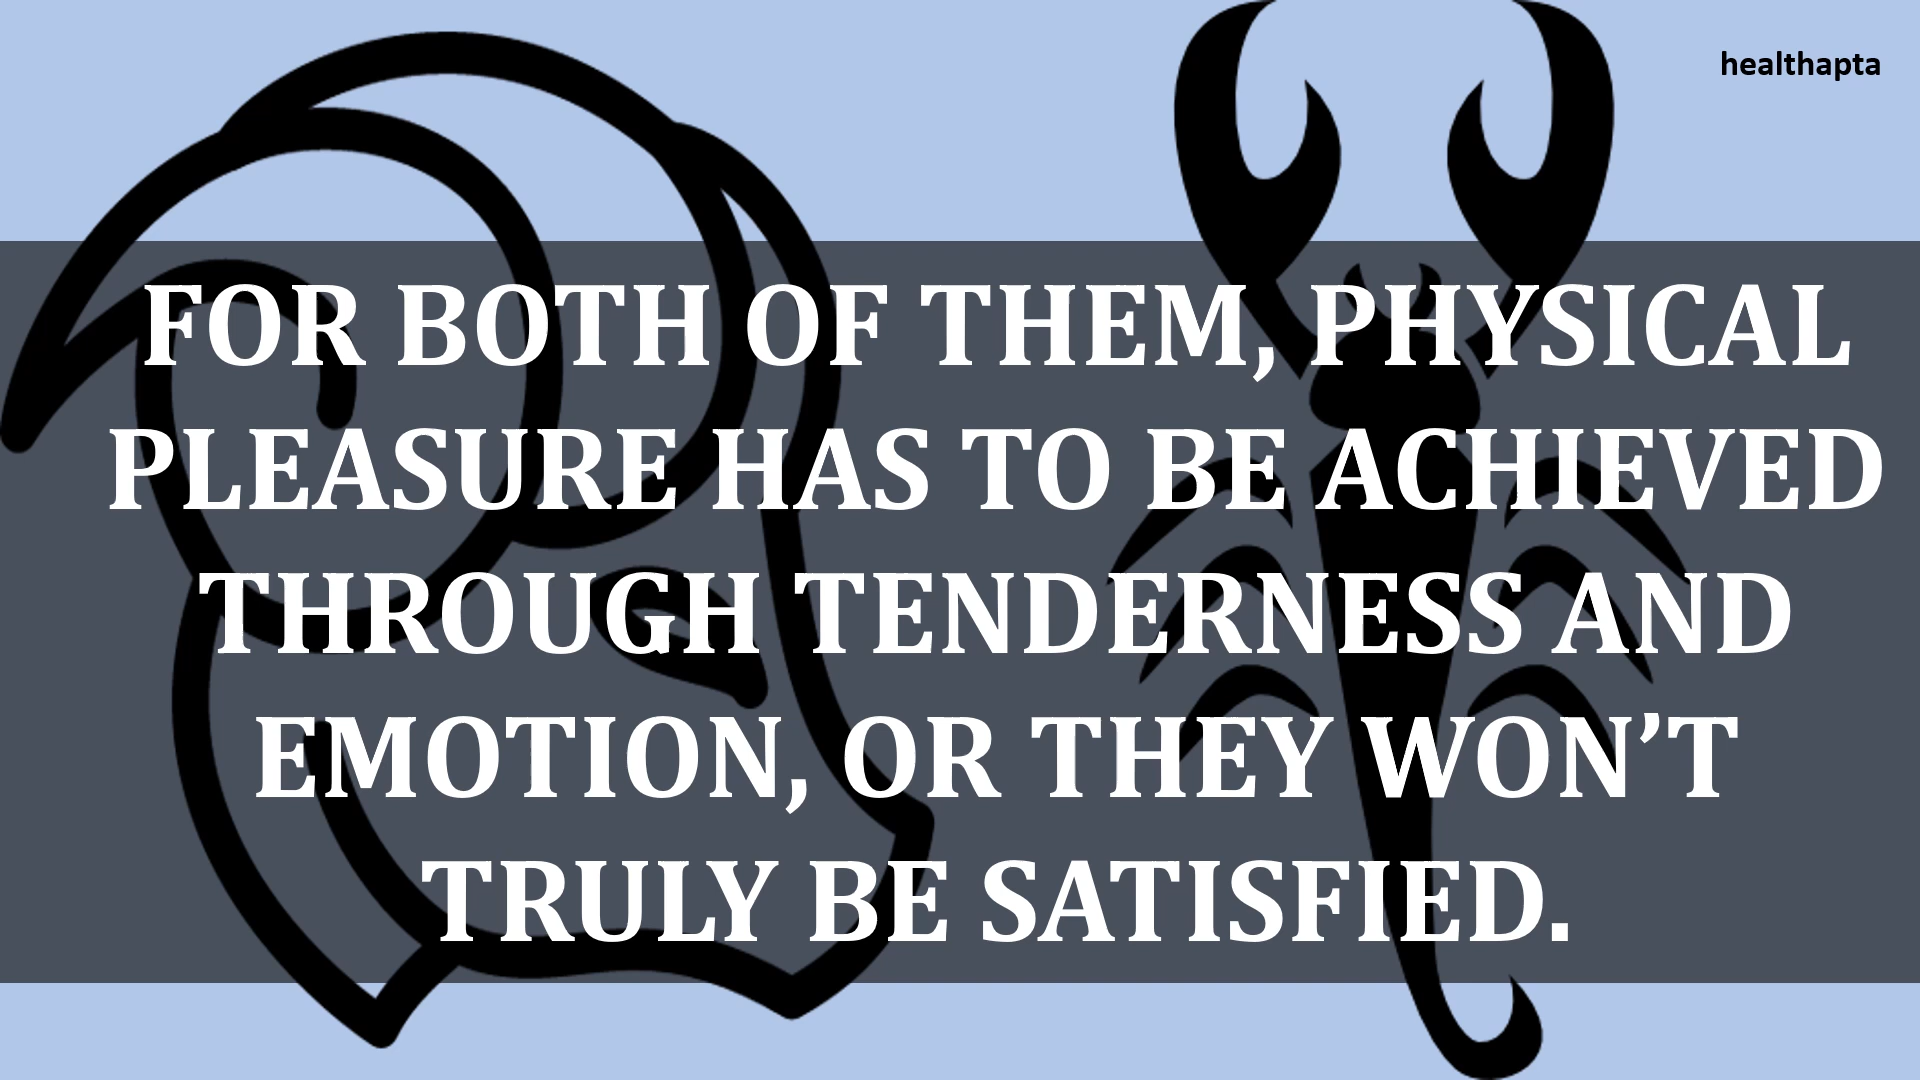 healthapta
FOR BOTH OF THEM, PHYSICAL
PLEASURE HAS TO BE ACHIEVED
THROUGH TENDERNESS AND
EMOTION, OR THEY WON’T
TRULY BE SATISFIED.